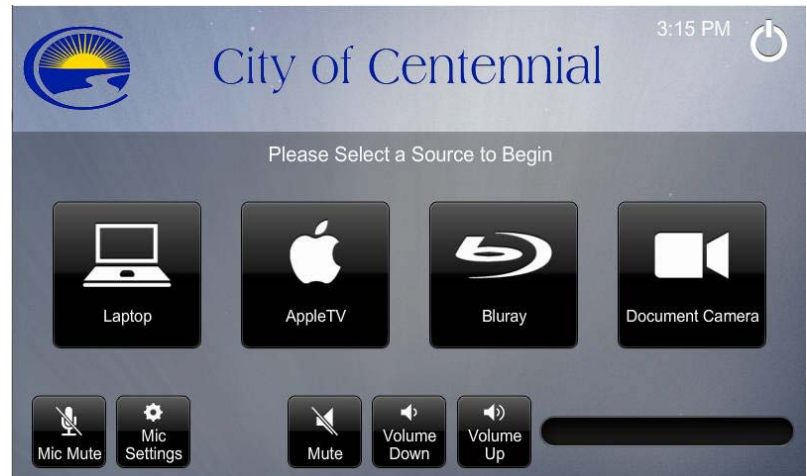 3:15 PM
City of Centennial
Please Select a Source to Begin
Laptop
AppleTV
Bluray
Document Camera
Mic Mute
Mic
Settings
Mute
Volume
Down
Volume
Up